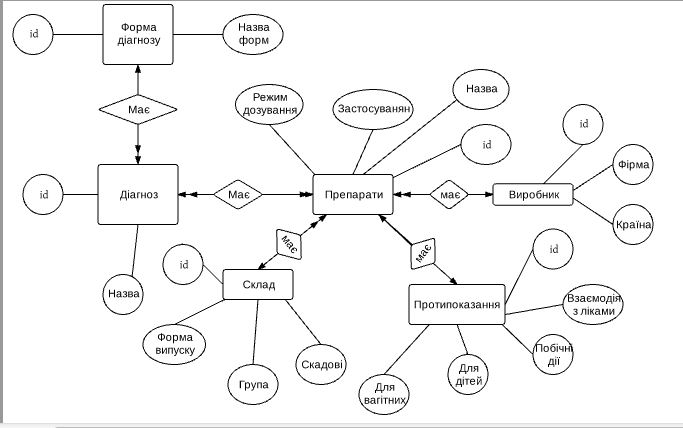 id
Форма
діагнозу
Назва
форм
Має
Режим
дозування
Застосуванян
Назва
id
id
Фірма
Країна
id
Діагноз
Має
Препарати
має
Виробник
Назва
id
має
Склад
має
Протипоказання
id
Взаємодія
з ліками
Форма
випуску
Група
Скадові
Для
вагітних
Для
дітей
Побічні
дії